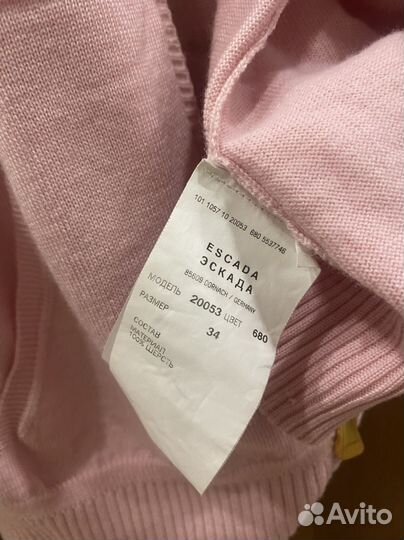 101 1057 10 20053 680 5537746
ESCADA
ЭСКАДА
85609 DORNACH / GERMANY
МОДЕЛЬ 20053 ЦВЕТ 680
РАЗМЕР 34
СОСТАВ
МАТЕРИАЛ
100% ШЕРСТЬ
Avito